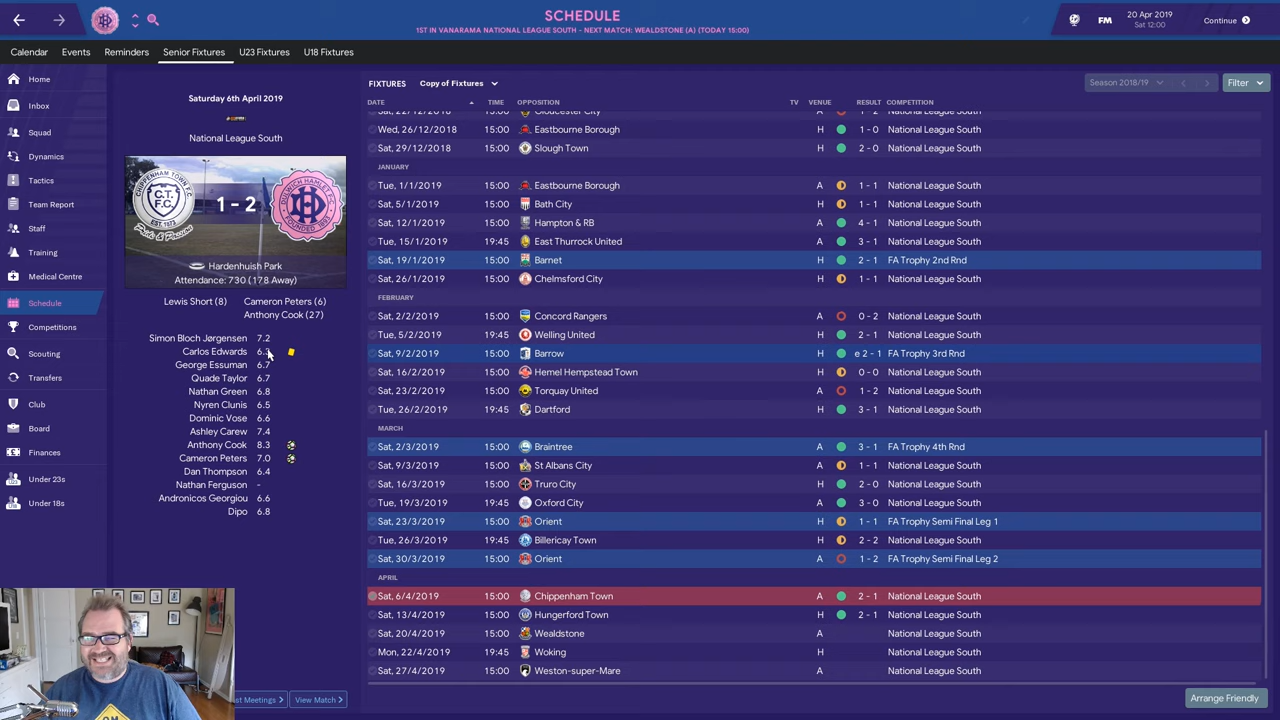 SCHEDULE
1ST IN VANARAMA NATIONAL LEAGUE SOUTH - NEXT MATCH: WEALDSTONE (A) (TODAY 15:00)
FM
20 Apr 2019
Sat 12:00
Continue
Calendar Events Reminders Senior Fixtures U23 Fixtures U18 Fixtures
Home
Inbox
Squad
Dynamics
Tactics
Team Report
Staff
Training
Medical Centre
Schedule
Competitions
Scouting
Transfers
Club
Board
Finances
Under 23s
Under 18s
Saturday 6th April 2019
National League South
CHIPPENHAM TOWN F.C.
C.T.
F.C.
EST. 1873
1 - 2
Hardenhuish Park
Attendance: 730 (178 Away)
Lewis Short (8) Cameron Peters (6)
Anthony Cook (27)
Simon Bloch Jørgensen 7.2
Carlos Edwards
George Essuman 6.7
Quade Taylor 6.7
Nathan Green 6.8
Nyren Clunis 6.5
Dominic Vose 6.6
Ashley Carew 7.4
Anthony Cook 8.3
Cameron Peters 7.0
Dan Thompson 6.4
Nathan Ferguson -
Andronicos Georgiou 6.6
Dipo 6.8
st Meetings View Match
FIXTURES Copy of Fixtures Season 2018/19 Filter
DATE TIME OPPOSITION TV VENUE RESULT COMPETITION
Sat, 22/12/2018 15:00 Gloucester City A 1 - 2 National League South
Wed, 26/12/2018 15:00 Eastbourne Borough H 1 - 0 National League South
Sat, 29/12/2018 15:00 Slough Town H 2 - 0 National League South
JANUARY
Tue, 1/1/2019 15:00 Eastbourne Borough A 1 - 1 National League South
Sat, 5/1/2019 15:00 Bath City H 1 - 1 National League South
Sat, 12/1/2019 15:00 Hampton & RB A 4 - 1 National League South
Tue, 15/1/2019 19:45 East Thurrock United A 3 - 1 National League South
Sat, 19/1/2019 15:00 Barnet H 2 - 1 FA Trophy 2nd Rnd
Sat, 26/1/2019 15:00 Chelmsford City H 1 - 1 National League South
FEBRUARY
Sat, 2/2/2019 15:00 Concord Rangers A 0 - 2 National League South
Tue, 5/2/2019 19:45 Welling United H 2 - 1 National League South
Sat, 9/2/2019 15:00 Barrow H e 2 - 1 FA Trophy 3rd Rnd
Sat, 16/2/2019 15:00 Hemel Hempstead Town H 0 - 0 National League South
Sat, 23/2/2019 15:00 Torquay United A 1 - 2 National League South
Tue, 26/2/2019 19:45 Dartford H 3 - 1 National League South
MARCH
Sat, 2/3/2019 15:00 Braintree A 3 - 1 FA Trophy 4th Rnd
Sat, 9/3/2019 15:00 St Albans City A 1 - 1 National League South
Sat, 16/3/2019 15:00 Truro City H 2 - 0 National League South
Tue, 19/3/2019 19:45 Oxford City A 3 - 0 National League South
Sat, 23/3/2019 15:00 Orient H 1 - 1 FA Trophy Semi Final Leg 1
Tue, 26/3/2019 19:45 Billericay Town H 2 - 2 National League South
Sat, 30/3/2019 15:00 Orient A 1 - 2 FA Trophy Semi Final Leg 2
APRIL
Sat, 6/4/2019 15:00 Chippenham Town A 2 - 1 National League South
Sat, 13/4/2019 15:00 Hungerford Town H 2 - 1 National League South
Sat, 20/4/2019 15:00 Wealdstone A National League South
Mon, 22/4/2019 19:45 Woking H National League South
Sat, 27/4/2019 15:00 Weston-super-Mare A National League South
Arrange Friendly